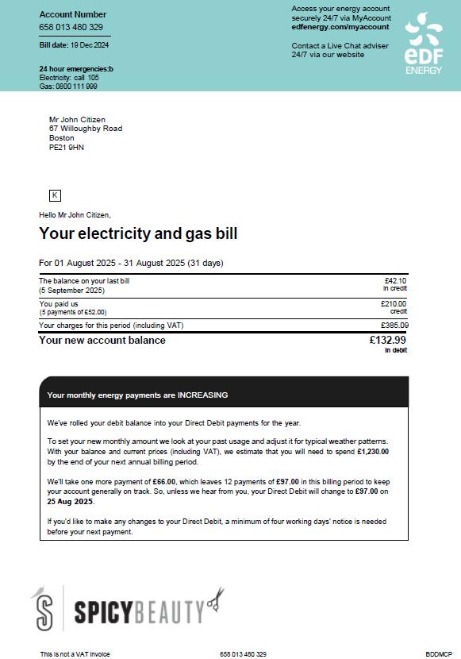 Account Number
658 013 480 329
Bill date: 19 Dec 2024
24 hour emergencies:b
Electricity: call 105
Gas: 0800 111 999
Access your energy account
securely 24/7 via MyAccount
edfenergy.com/myaccount
Contact a Live Chat adviser
24/7 via our website
eDF
ENERGY
Mr John Citizen
67 Willoughby Road
Boston
PE21 9HN
K
Hello Mr John Citizen,
Your electricity and gas bill
For 01 August 2025 - 31 August 2025 (31 days)
The balance on your last bill £42.10
(5 September 2025) in credit
You paid us £210.00
(5 payments of £52.00) credit
Your charges for this period (including VAT) £385.09
Your new account balance £132.99
in debit
Your monthly energy payments are INCREASING
We've rolled your debit balance into your Direct Debit payments for the year.
To set your new monthly amount we look at your past usage and adjust it for typical weather patterns.
With your balance and current prices (including VAT), we estimate that you will need to spend £1,230.00
by the end of your next annual billing period.
We'll take one more payment of £66.00, which leaves 12 payments of £97.00 in this billing period to keep
your account generally on track. So, unless we hear from you, your Direct Debit will change to £97.00 on
25 Aug 2025.
If you'd like to make any changes to your Direct Debit, a minimum of four working days' notice is needed
before your next payment.
S SPICYBEAUTY
This is not a VAT invoice 658 013 480 329 BDDMCP